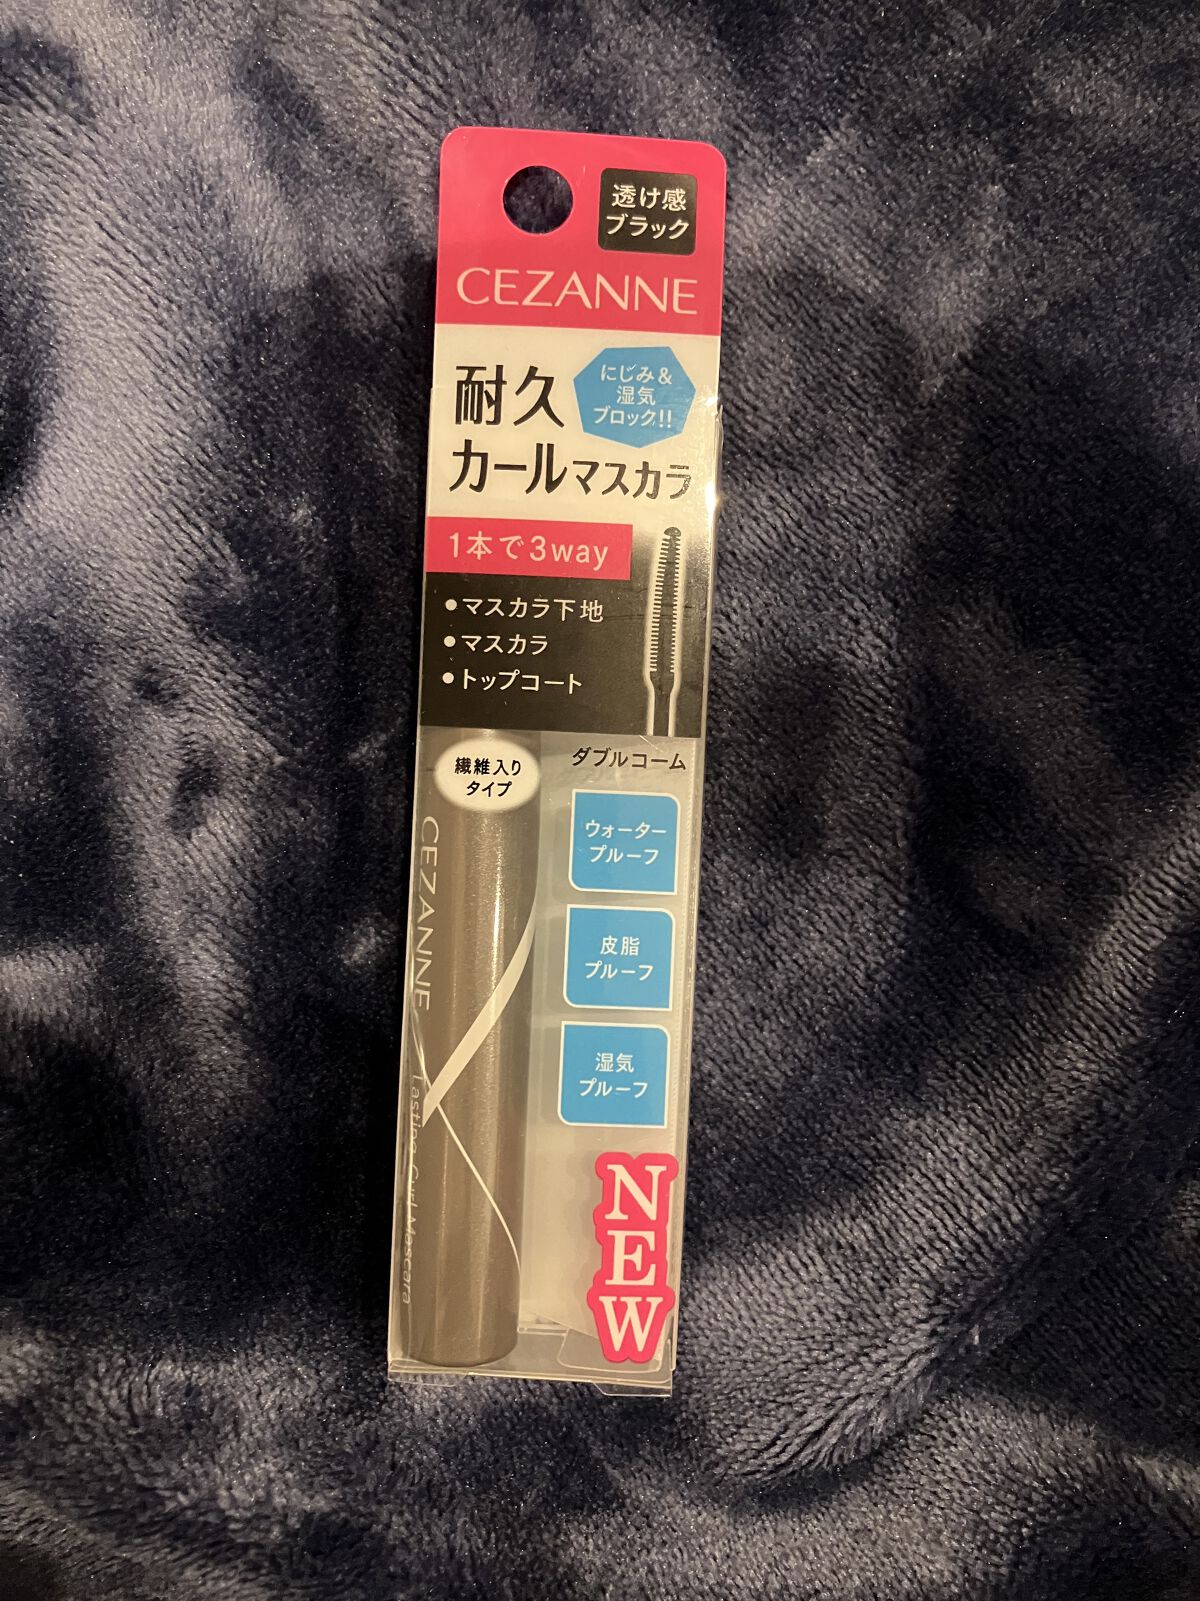 透け感
ブラック
CEZANNE
耐久
カールマスカラ
にじみ&
湿気
ブロック!!
1本で3way
•マスカラ下地
•マスカラ
•トップコート
ダブルコーム
繊維入り
タイプ
ウォーター
プルーフ
皮脂
プルーフ
湿気
プルーフ
CEZANNE
Lasting Curl Mascara
NEW